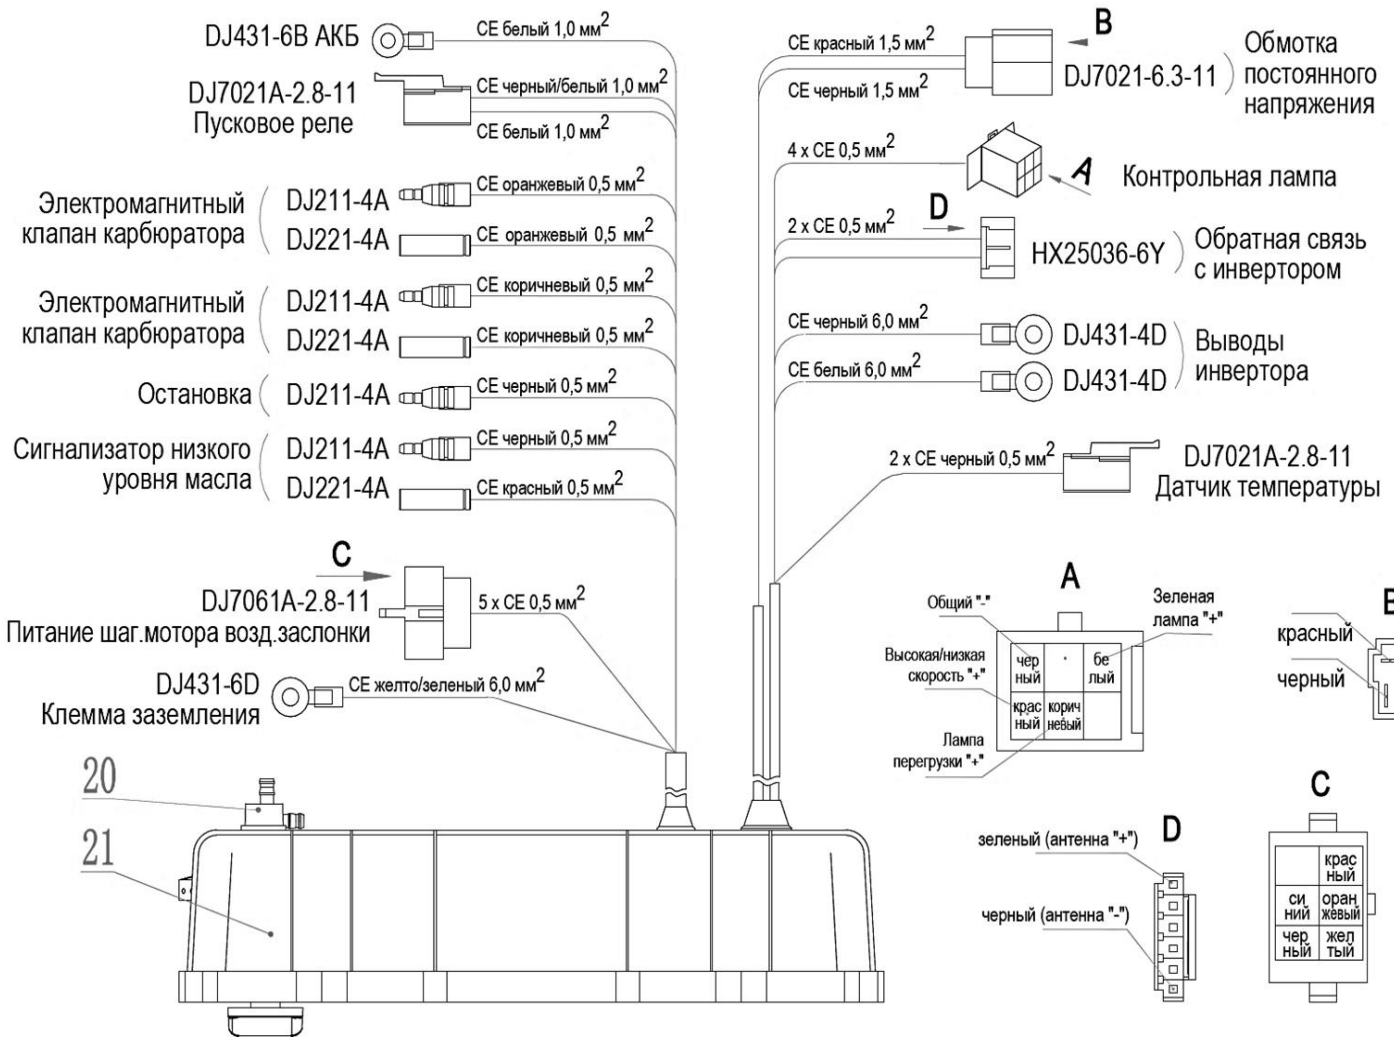 DJ431-6B АКБ
СЕ белый 1,0 мм²
DJ7021A-2.8-11
Пусковое реле
СЕ черный/белый 1,0 мм²
СЕ белый 1,0 мм²
Электромагнитный
клапан карбюратора
DJ211-4A
СЕ оранжевый 0,5 мм²
DJ221-4A
СЕ оранжевый 0,5 мм²
Электромагнитный
клапан карбюратора
DJ211-4A
СЕ коричневый 0,5 мм²
DJ221-4A
СЕ коричневый 0,5 мм²
Остановка
DJ211-4A
СЕ черный 0,5 мм²
Сигнализатор низкого
уровня масла
DJ211-4A
СЕ черный 0,5 мм²
DJ221-4A
СЕ красный 0,5 мм²
C
DJ7061A-2.8-11
Питание шаг.мотора возд.заслонки
5 x СЕ 0,5 мм²
DJ431-6D
Клемма заземления
СЕ желто/зеленый 6,0 мм²
20
21
СЕ красный 1,5 мм²
СЕ черный 1,5 мм²
B
DJ7021-6.3-11
Обмотка
постоянного
напряжения
4 x СЕ 0,5 мм²
A
Контрольная лампа
2 x СЕ 0,5 мм²
D
HX25036-6Y
Обратная связь
с инвертором
СЕ черный 6,0 мм²
DJ431-4D
СЕ белый 6,0 мм²
DJ431-4D
Выводы
инвертора
2 x СЕ черный 0,5 мм²
DJ7021A-2.8-11
Датчик температуры
A
Общий "-"
Зеленая
лампа "+"
Высокая/низкая
скорость "+"
Лампа
перегрузки "+"
чер
ный
бе
лый
крас
ный
корич
невый
красный
черный
D
зеленый (антенна "+")
черный (антенна "-")
C
крас
ный
си
ний
оран
жевый
чер
ный
жел
тый